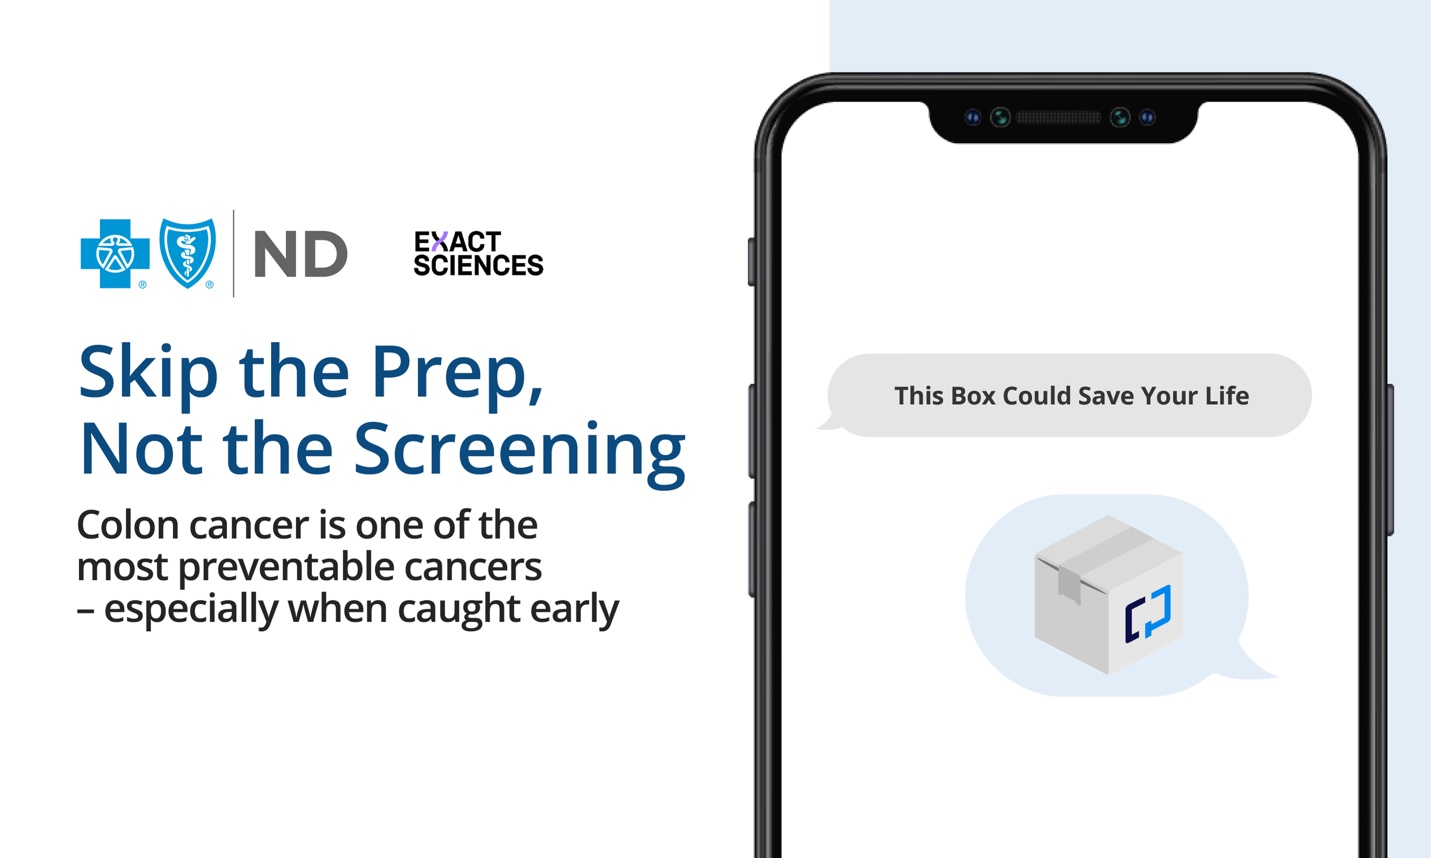 ND
EXACT
SCIENCES
Skip the Prep,
Not the Screening
Colon cancer is one of the
most preventable cancers
– especially when caught early
This Box Could Save Your Life